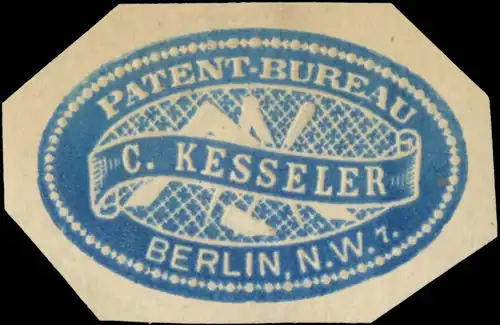 PATENT-BUREAU
C. KESSELER
BERLIN, N.W. 7.